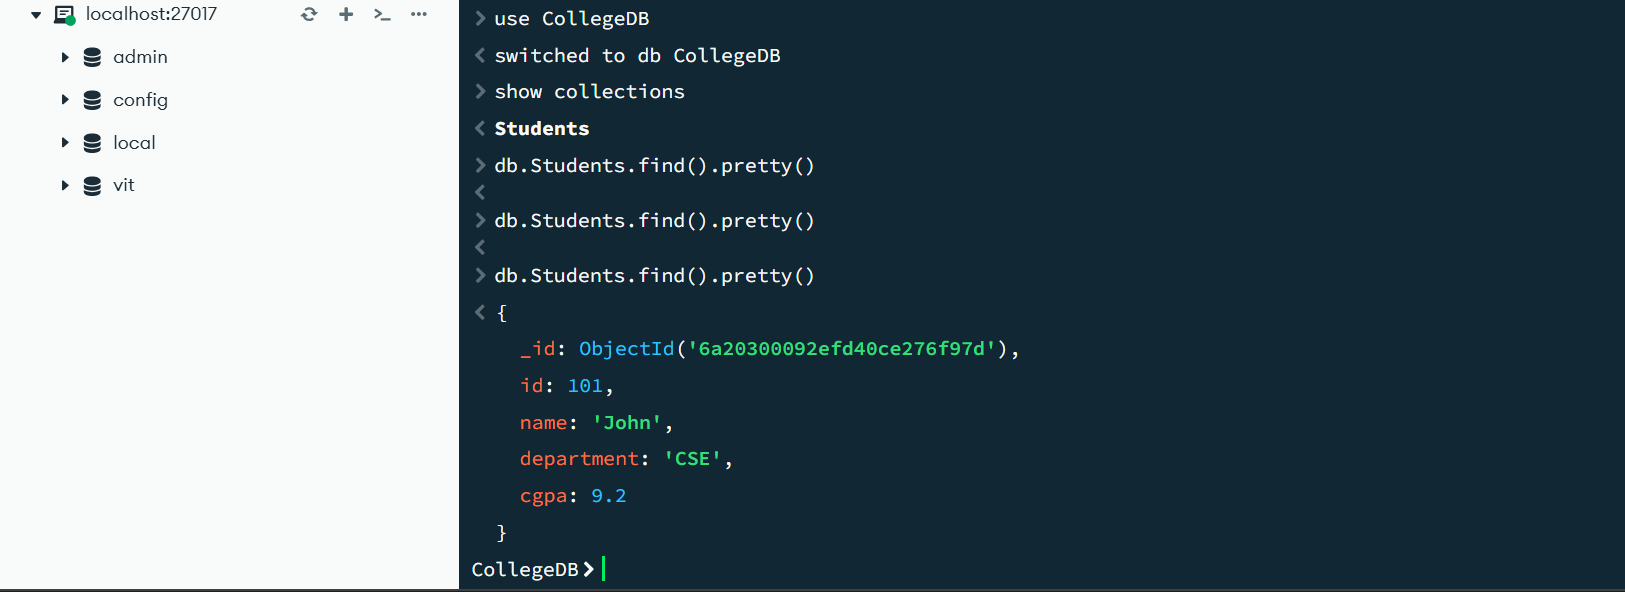 localhost:27017
admin
config
local
vit
> use CollegeDB
< switched to db CollegeDB
> show collections
< Students
> db.Students.find().pretty()
<
> db.Students.find().pretty()
<
> db.Students.find().pretty()
< {
_id: ObjectId('6a20300092efd40ce276f97d'),
id: 101,
name: 'John',
department: 'CSE',
cgpa: 9.2
}
CollegeDB>